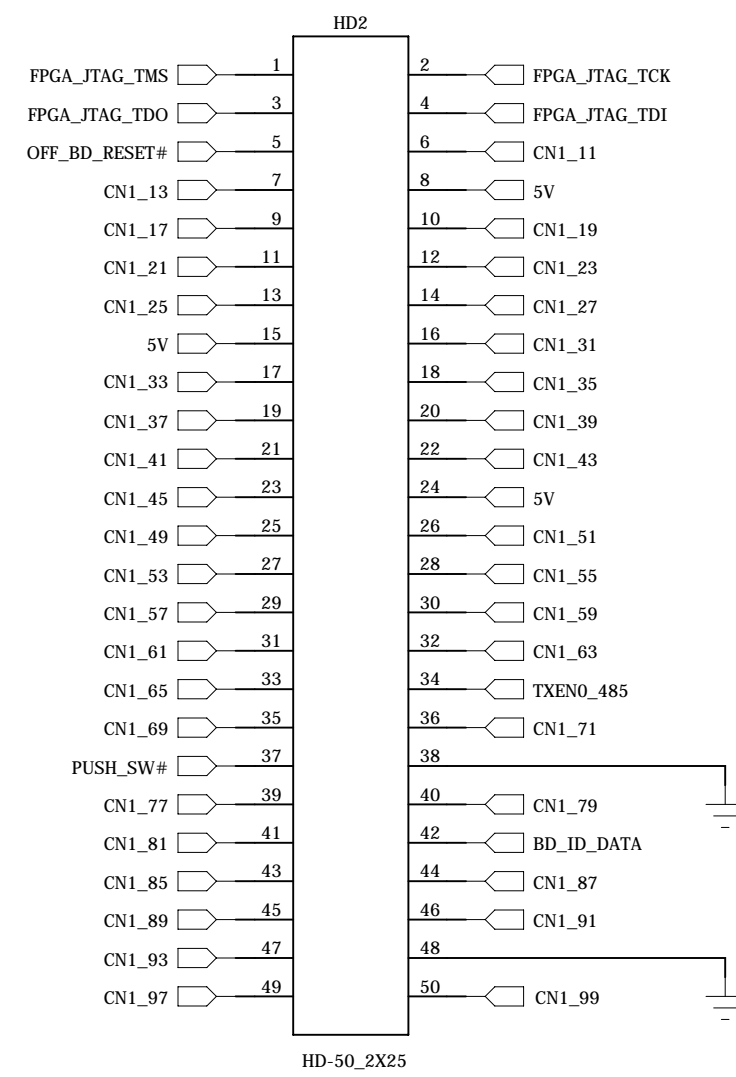 HD2
FPGA_JTAG_TMS 1 2 FPGA_JTAG_TCK
FPGA_JTAG_TDO 3 4 FPGA_JTAG_TDI
OFF_BD_RESET# 5 6 CN1_11
CN1_13 7 8 5V
CN1_17 9 10 CN1_19
CN1_21 11 12 CN1_23
CN1_25 13 14 CN1_27
5V 15 16 CN1_31
CN1_33 17 18 CN1_35
CN1_37 19 20 CN1_39
CN1_41 21 22 CN1_43
CN1_45 23 24 5V
CN1_49 25 26 CN1_51
CN1_53 27 28 CN1_55
CN1_57 29 30 CN1_59
CN1_61 31 32 CN1_63
CN1_65 33 34 TXEN0_485
CN1_69 35 36 CN1_71
PUSH_SW# 37 38
CN1_77 39 40 CN1_79
CN1_81 41 42 BD_ID_DATA
CN1_85 43 44 CN1_87
CN1_89 45 46 CN1_91
CN1_93 47 48
CN1_97 49 50 CN1_99
HD-50_2X25